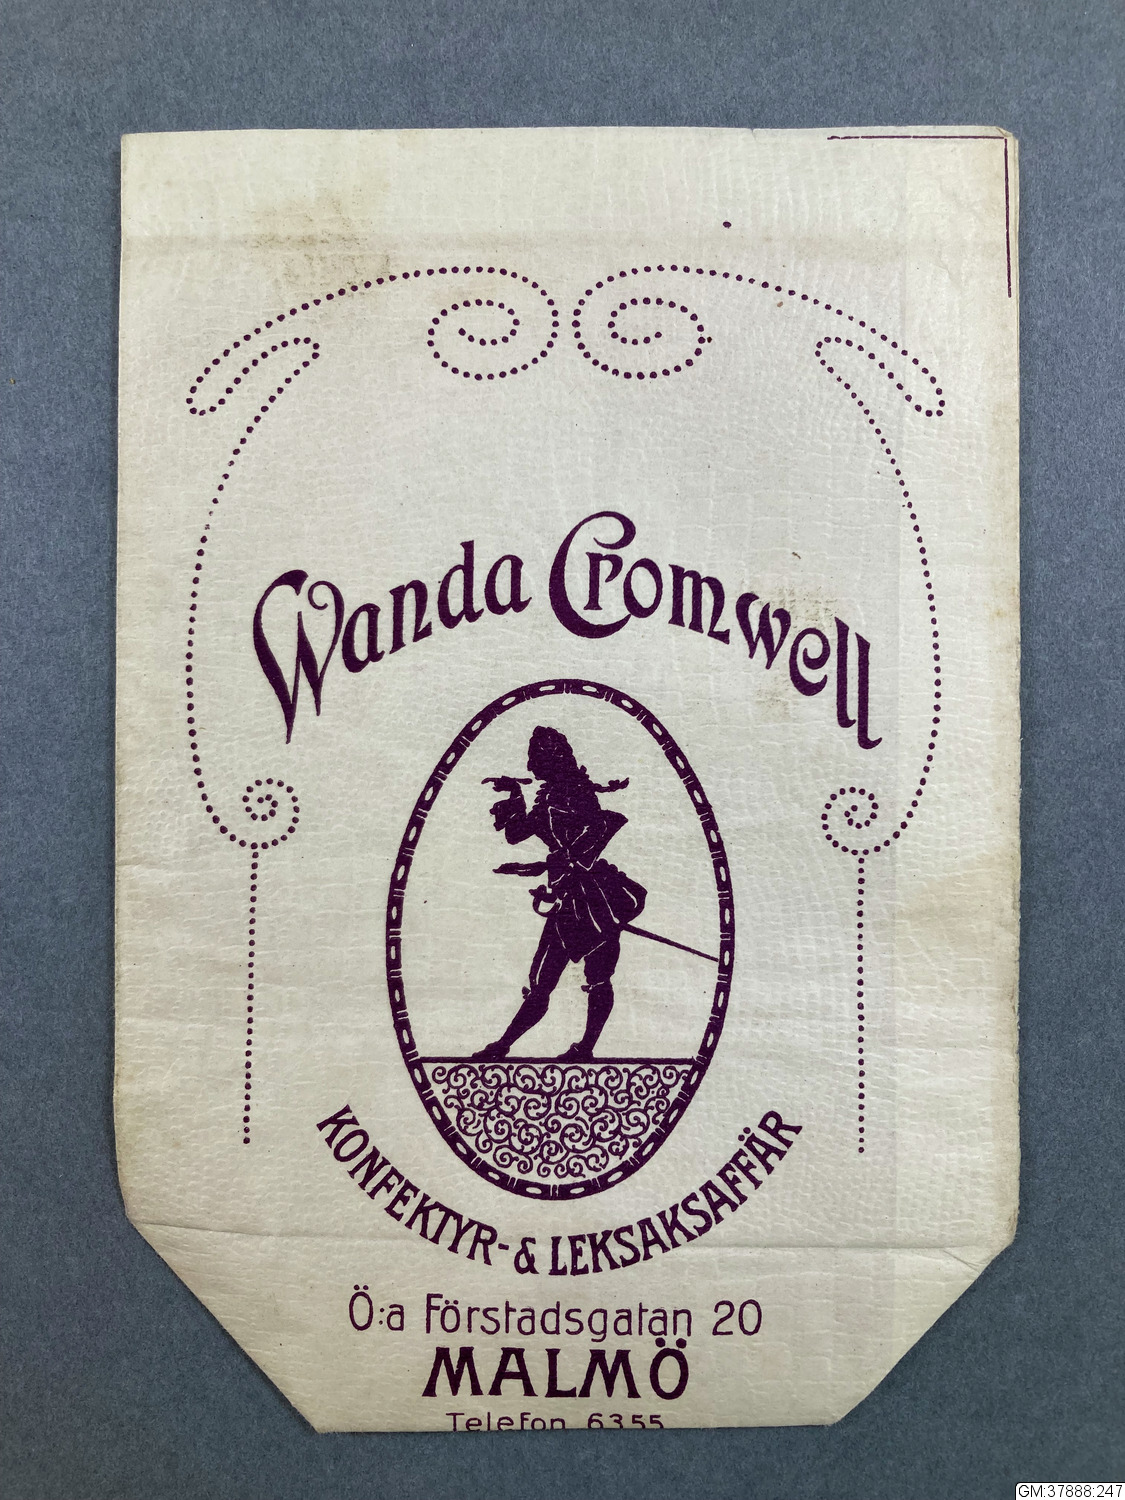 Wanda Cromwell
KONFEKTYR- & LEKSAKSAFFÄR
Ö:a Förstadsgatan 20
MALMÖ
Telefon 6355
GM:37888:247